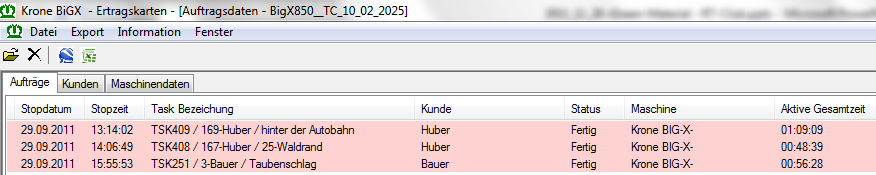 Krone BiGX - Ertragskarten - [Auftragsdaten - BigX850__TC_10_02_2025]
Datei Export Information Fenster
Aufträge Kunden Maschinendaten
Stopdatum Stopzeit Task Bezeichung Kunde Status Maschine Aktive Gesamtzeit
29.09.2011 13:14:02 TSK409 / 169-Huber / hinter der Autobahn Huber Fertig Krone BIG-X- 01:09:09
29.09.2011 14:06:49 TSK408 / 167-Huber / 25-Waldrand Huber Fertig Krone BIG-X- 00:48:39
29.09.2011 15:55:53 TSK251 / 3-Bauer / Taubenschlag Bauer Fertig Krone BIG-X- 00:56:28